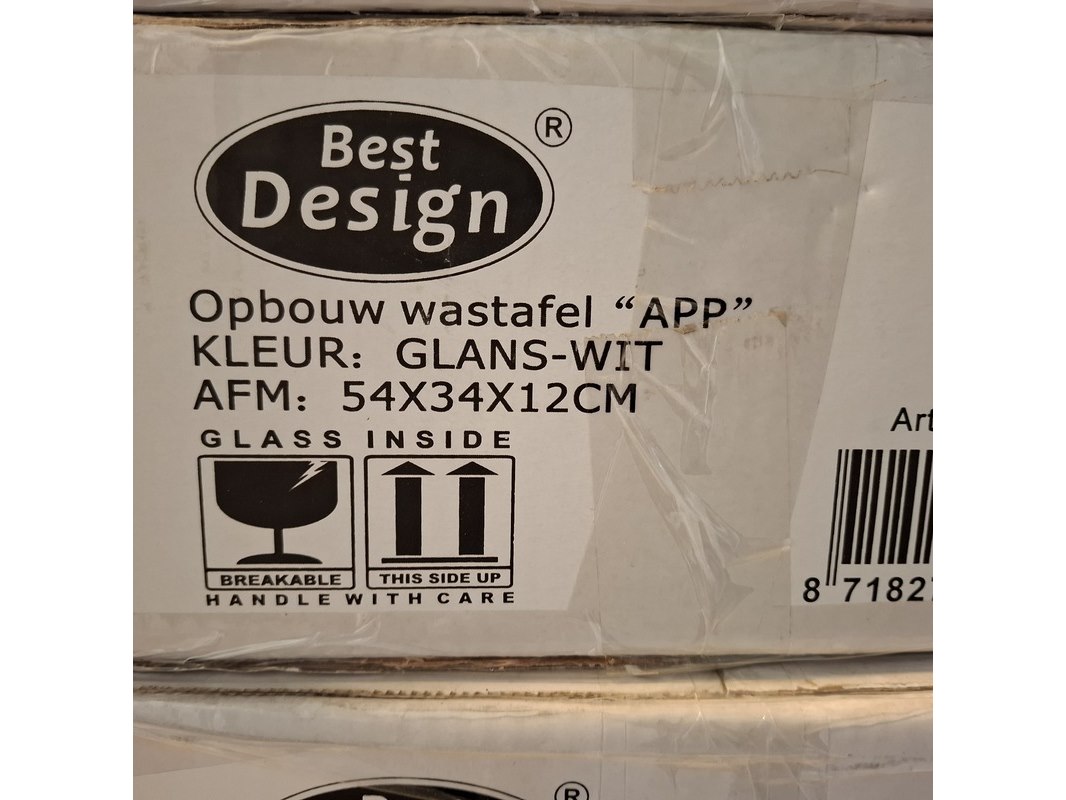 Best
Design
®
Opbouw wastafel “APP”
KLEUR: GLANS-WIT
AFM: 54X34X12CM
GLASS INSIDE
BREAKABLE
THIS SIDE UP
HANDLE WITH CARE
Art
8 71827
®